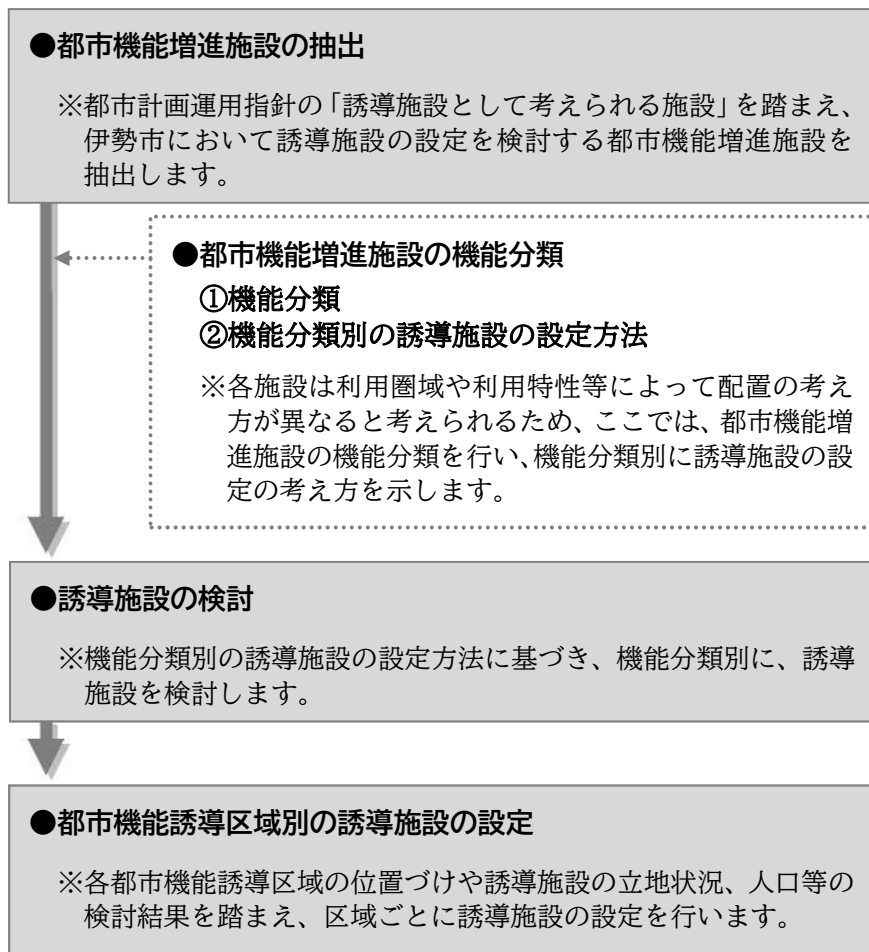 ●都市機能増進施設の抽出
※都市計画運用指針の「誘導施設として考えられる施設」を踏まえ、
伊勢市において誘導施設の設定を検討する都市機能増進施設を
抽出します。
●都市機能増進施設の機能分類
①機能分類
②機能分類別の誘導施設の設定方法
※各施設は利用圏域や利用特性等によって配置の考え
方が異なると考えられるため、ここでは、都市機能増
進施設の機能分類を行い、機能分類別に誘導施設の設
定の考え方を示します。
●誘導施設の検討
※機能分類別の誘導施設の設定方法に基づき、機能分類別に、誘導
施設を検討します。
●都市機能誘導区域別の誘導施設の設定
※各都市機能誘導区域の位置づけや誘導施設の立地状況、人口等の
検討結果を踏まえ、区域ごとに誘導施設の設定を行います。